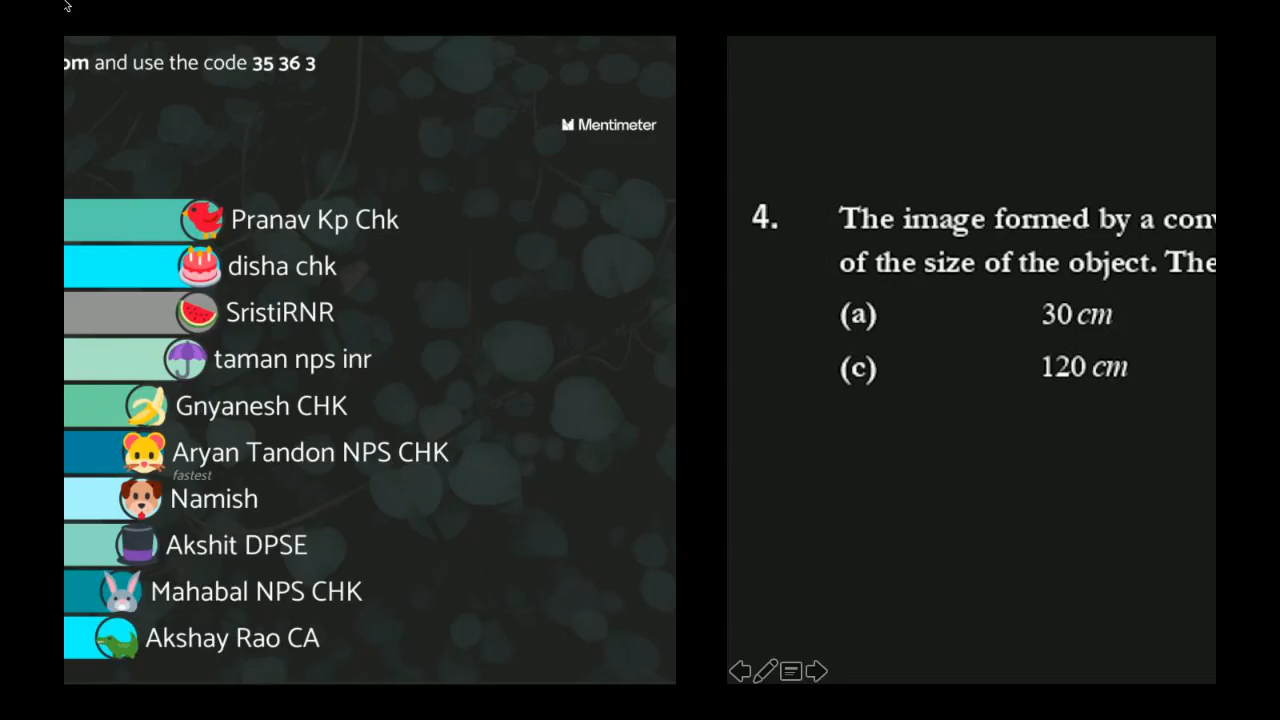 om and use the code 35 36 3
Mentimeter
Pranav Kp Chk
disha chk
SristiRNR
taman nps inr
Gnyanesh CHK
Aryan Tandon NPS CHK
fastest
Namish
Akshit DPSE
Mahabal NPS CHK
Akshay Rao CA
4. The image formed by a conv
of the size of the object. The
(a) 30 cm
(c) 120 cm